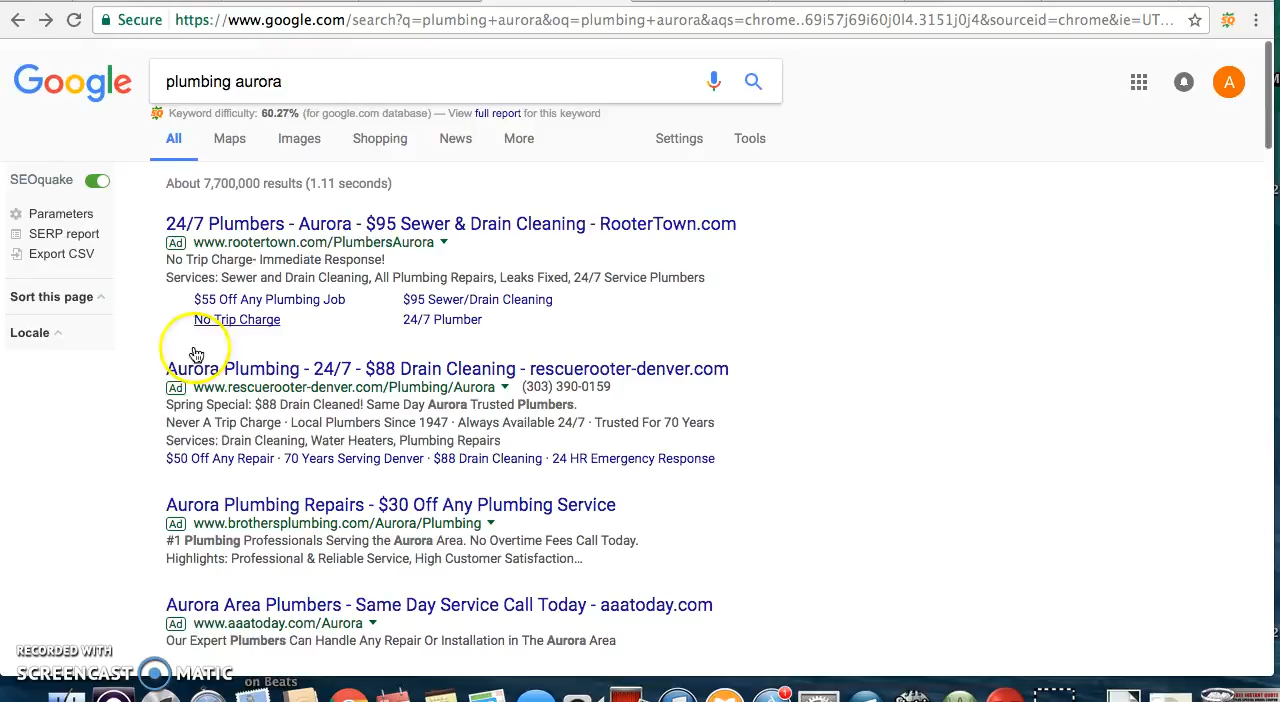 Secure https://www.google.com/search?q=plumbing+aurora&oq=plumbing+aurora&aqs=chrome..69i57j69i60j0l4.3151j0j4&sourceid=chrome&ie=UT...
Google
plumbing aurora
A
Keyword difficulty: 60.27% (for google.com database) — View full report for this keyword
All Maps Images Shopping News More Settings Tools
SEOquake
Parameters
SERP report
Export CSV
Sort this page
Locale
About 7,700,000 results (1.11 seconds)
24/7 Plumbers - Aurora - $95 Sewer & Drain Cleaning - RooterTown.com
Ad www.rootertown.com/PlumbersAurora
No Trip Charge- Immediate Response!
Services: Sewer and Drain Cleaning, All Plumbing Repairs, Leaks Fixed, 24/7 Service Plumbers
$55 Off Any Plumbing Job $95 Sewer/Drain Cleaning
No Trip Charge 24/7 Plumber
Aurora Plumbing - 24/7 - $88 Drain Cleaning - rescuerooter-denver.com
Ad www.rescuerooter-denver.com/Plumbing/Aurora (303) 390-0159
Spring Special: $88 Drain Cleaned! Same Day Aurora Trusted Plumbers.
Never A Trip Charge · Local Plumbers Since 1947 · Always Available 24/7 · Trusted For 70 Years
Services: Drain Cleaning, Water Heaters, Plumbing Repairs
$50 Off Any Repair · 70 Years Serving Denver · $88 Drain Cleaning · 24 HR Emergency Response
Aurora Plumbing Repairs - $30 Off Any Plumbing Service
Ad www.brothersplumbing.com/Aurora/Plumbing
#1 Plumbing Professionals Serving the Aurora Area. No Overtime Fees Call Today.
Highlights: Professional & Reliable Service, High Customer Satisfaction...
Aurora Area Plumbers - Same Day Service Call Today - aaatoday.com
Ad www.aaatoday.com/Aurora
Our Expert Plumbers Can Handle Any Repair Or Installation in The Aurora Area
RECORDED WITH
SCREENCAST MATIC
on Beats